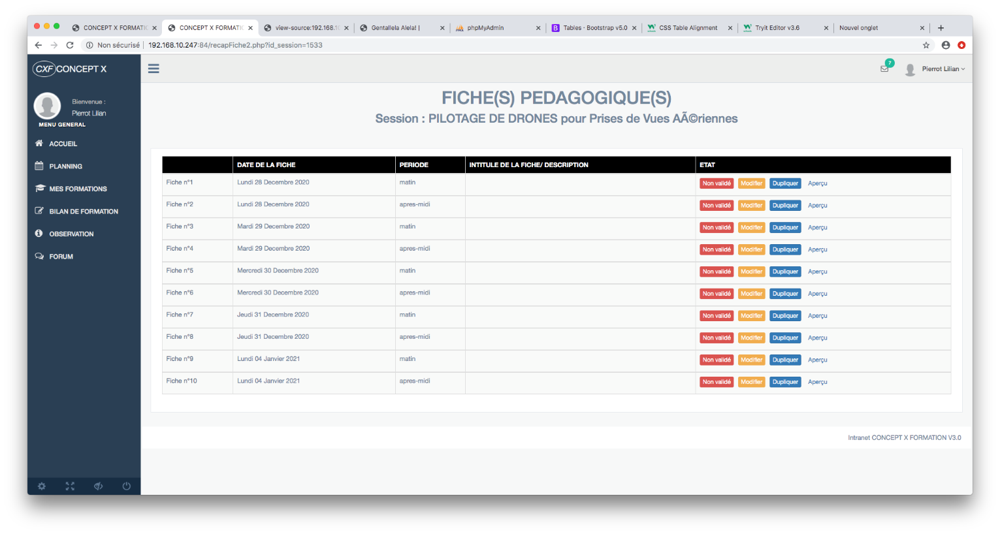 CONCEPT X FORMATIC
CONCEPT X FORMATIC
view-source:192.168.10
Gentallela Alela! |
phpMyAdmin
Tables · Bootstrap v5.0
CSS Table Alignment
Tryit Editor v3.6
Nouvel onglet
Non sécurisé
192.168.10.247:84/recapFiche2.php?id_session=1533
CXF CONCEPT X
7
Pierrot Lilian
Bienvenue :
Pierrot Lilian
MENU GENERAL
ACCUEIL
PLANNING
MES FORMATIONS
BILAN DE FORMATION
OBSERVATION
FORUM
FICHE(S) PEDAGOGIQUE(S)
Session : PILOTAGE DE DRONES pour Prises de Vues AÃ©riennes
DATE DE LA FICHE PERIODE INTITULE DE LA FICHE/ DESCRIPTION ETAT
Fiche n°1 Lundi 28 Decembre 2020 matin Non validé Modifier Dupliquer Aperçu
Fiche n°2 Lundi 28 Decembre 2020 apres-midi Non validé Modifier Dupliquer Aperçu
Fiche n°3 Mardi 29 Decembre 2020 matin Non validé Modifier Dupliquer Aperçu
Fiche n°4 Mardi 29 Decembre 2020 apres-midi Non validé Modifier Dupliquer Aperçu
Fiche n°5 Mercredi 30 Decembre 2020 matin Non validé Modifier Dupliquer Aperçu
Fiche n°6 Mercredi 30 Decembre 2020 apres-midi Non validé Modifier Dupliquer Aperçu
Fiche n°7 Jeudi 31 Decembre 2020 matin Non validé Modifier Dupliquer Aperçu
Fiche n°8 Jeudi 31 Decembre 2020 apres-midi Non validé Modifier Dupliquer Aperçu
Fiche n°9 Lundi 04 Janvier 2021 matin Non validé Modifier Dupliquer Aperçu
Fiche n°10 Lundi 04 Janvier 2021 apres-midi Non validé Modifier Dupliquer Aperçu
Intranet CONCEPT X FORMATION V3.0